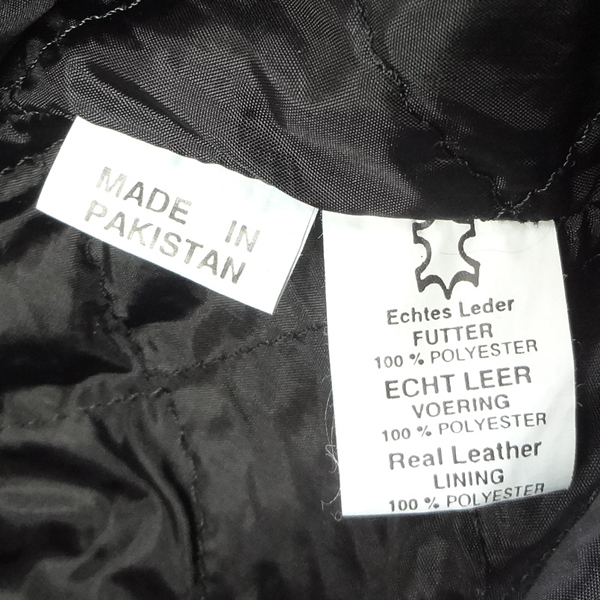 MADE IN
PAKISTAN
Echtes Leder
FUTTER
100 % POLYESTER
ECHT LEER
VOERING
100 % POLYESTER
Real Leather
LINING
100 % POLYESTER